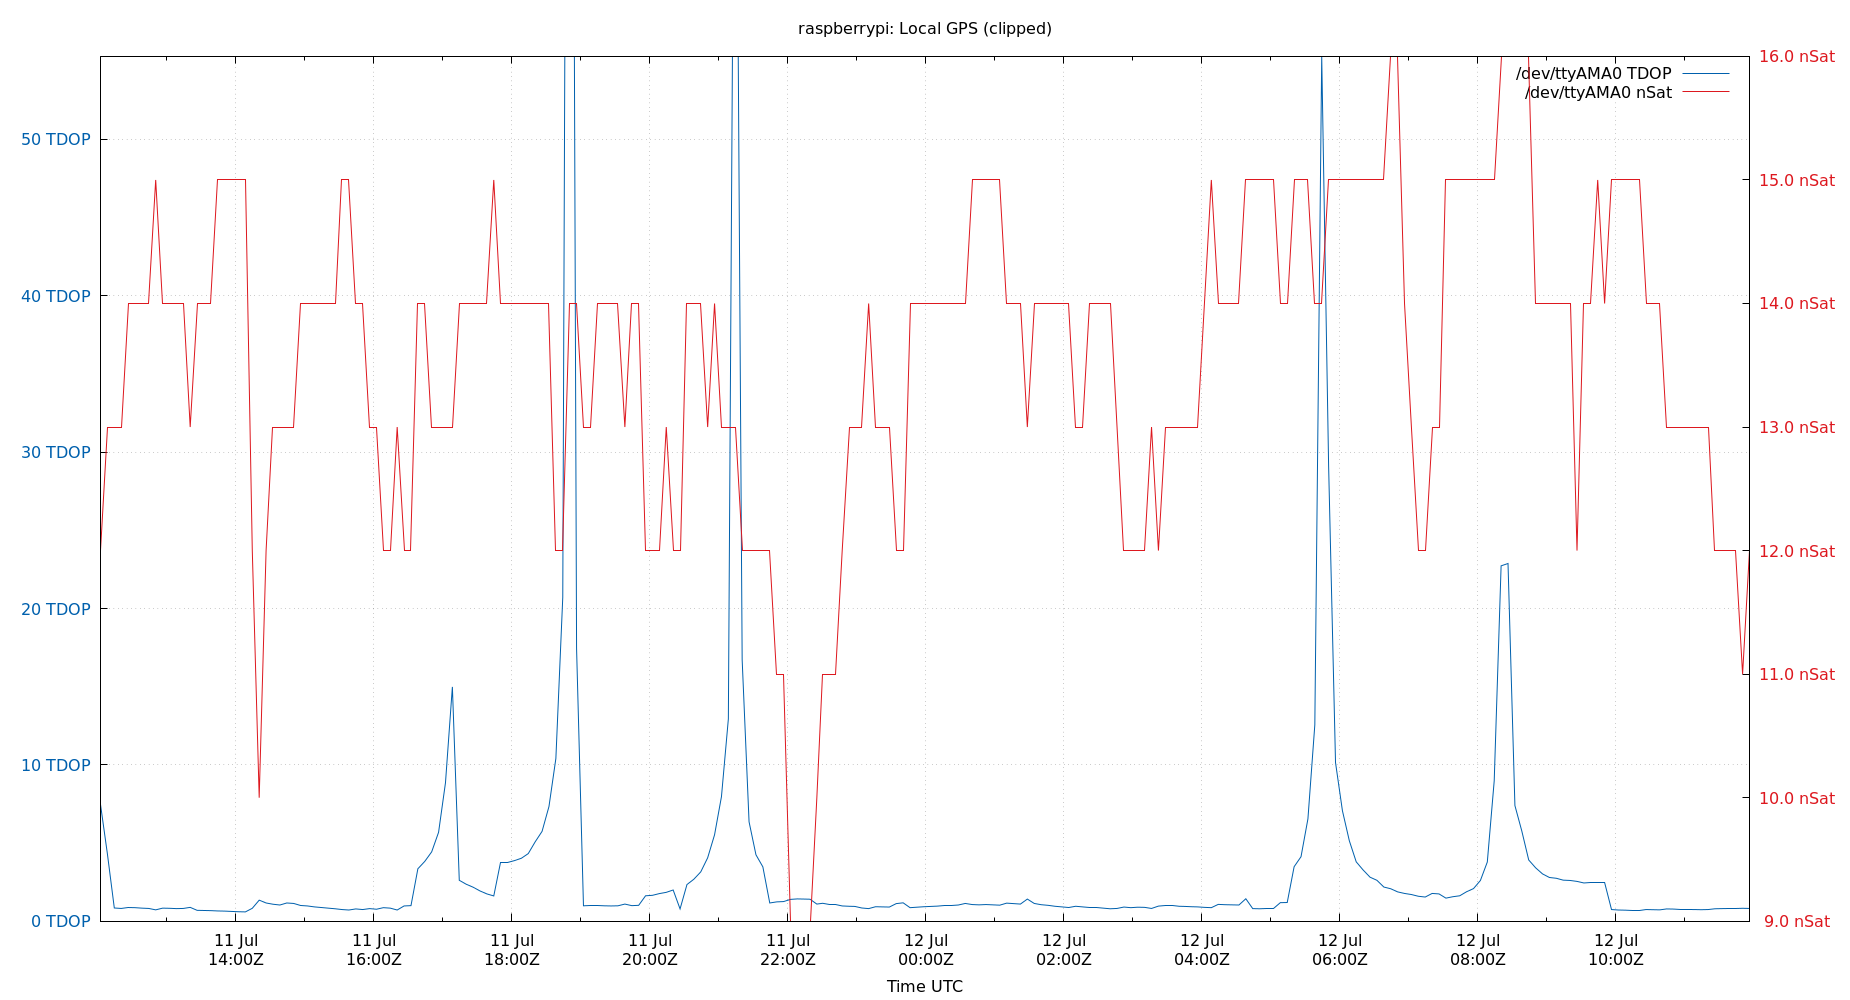 raspberrypi: Local GPS (clipped)
/dev/ttyAMA0 TDOP
/dev/ttyAMA0 nSat
50 TDOP
40 TDOP
30 TDOP
20 TDOP
10 TDOP
0 TDOP
16.0 nSat
15.0 nSat
14.0 nSat
13.0 nSat
12.0 nSat
11.0 nSat
10.0 nSat
9.0 nSat
11 Jul
14:00Z
11 Jul
16:00Z
11 Jul
18:00Z
11 Jul
20:00Z
11 Jul
22:00Z
12 Jul
00:00Z
12 Jul
02:00Z
12 Jul
04:00Z
12 Jul
06:00Z
12 Jul
08:00Z
12 Jul
10:00Z
Time UTC